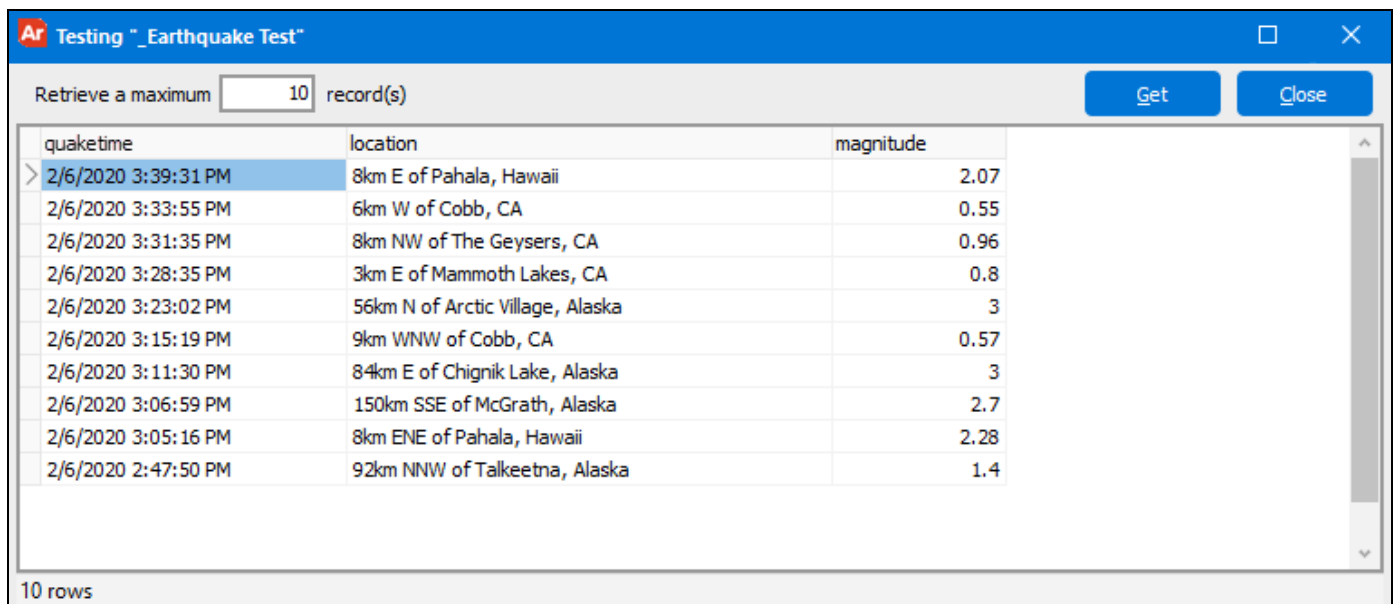 Ar Testing "_Earthquake Test"
Retrieve a maximum 10 record(s) Get Close
quaketime location magnitude
2/6/2020 3:39:31 PM 8km E of Pahala, Hawaii 2.07
2/6/2020 3:33:55 PM 6km W of Cobb, CA 0.55
2/6/2020 3:31:35 PM 8km NW of The Geysers, CA 0.96
2/6/2020 3:28:35 PM 3km E of Mammoth Lakes, CA 0.8
2/6/2020 3:23:02 PM 56km N of Arctic Village, Alaska 3
2/6/2020 3:15:19 PM 9km WNW of Cobb, CA 0.57
2/6/2020 3:11:30 PM 84km E of Chignik Lake, Alaska 3
2/6/2020 3:06:59 PM 150km SSE of McGrath, Alaska 2.7
2/6/2020 3:05:16 PM 8km ENE of Pahala, Hawaii 2.28
2/6/2020 2:47:50 PM 92km NNW of Talkeetna, Alaska 1.4
10 rows